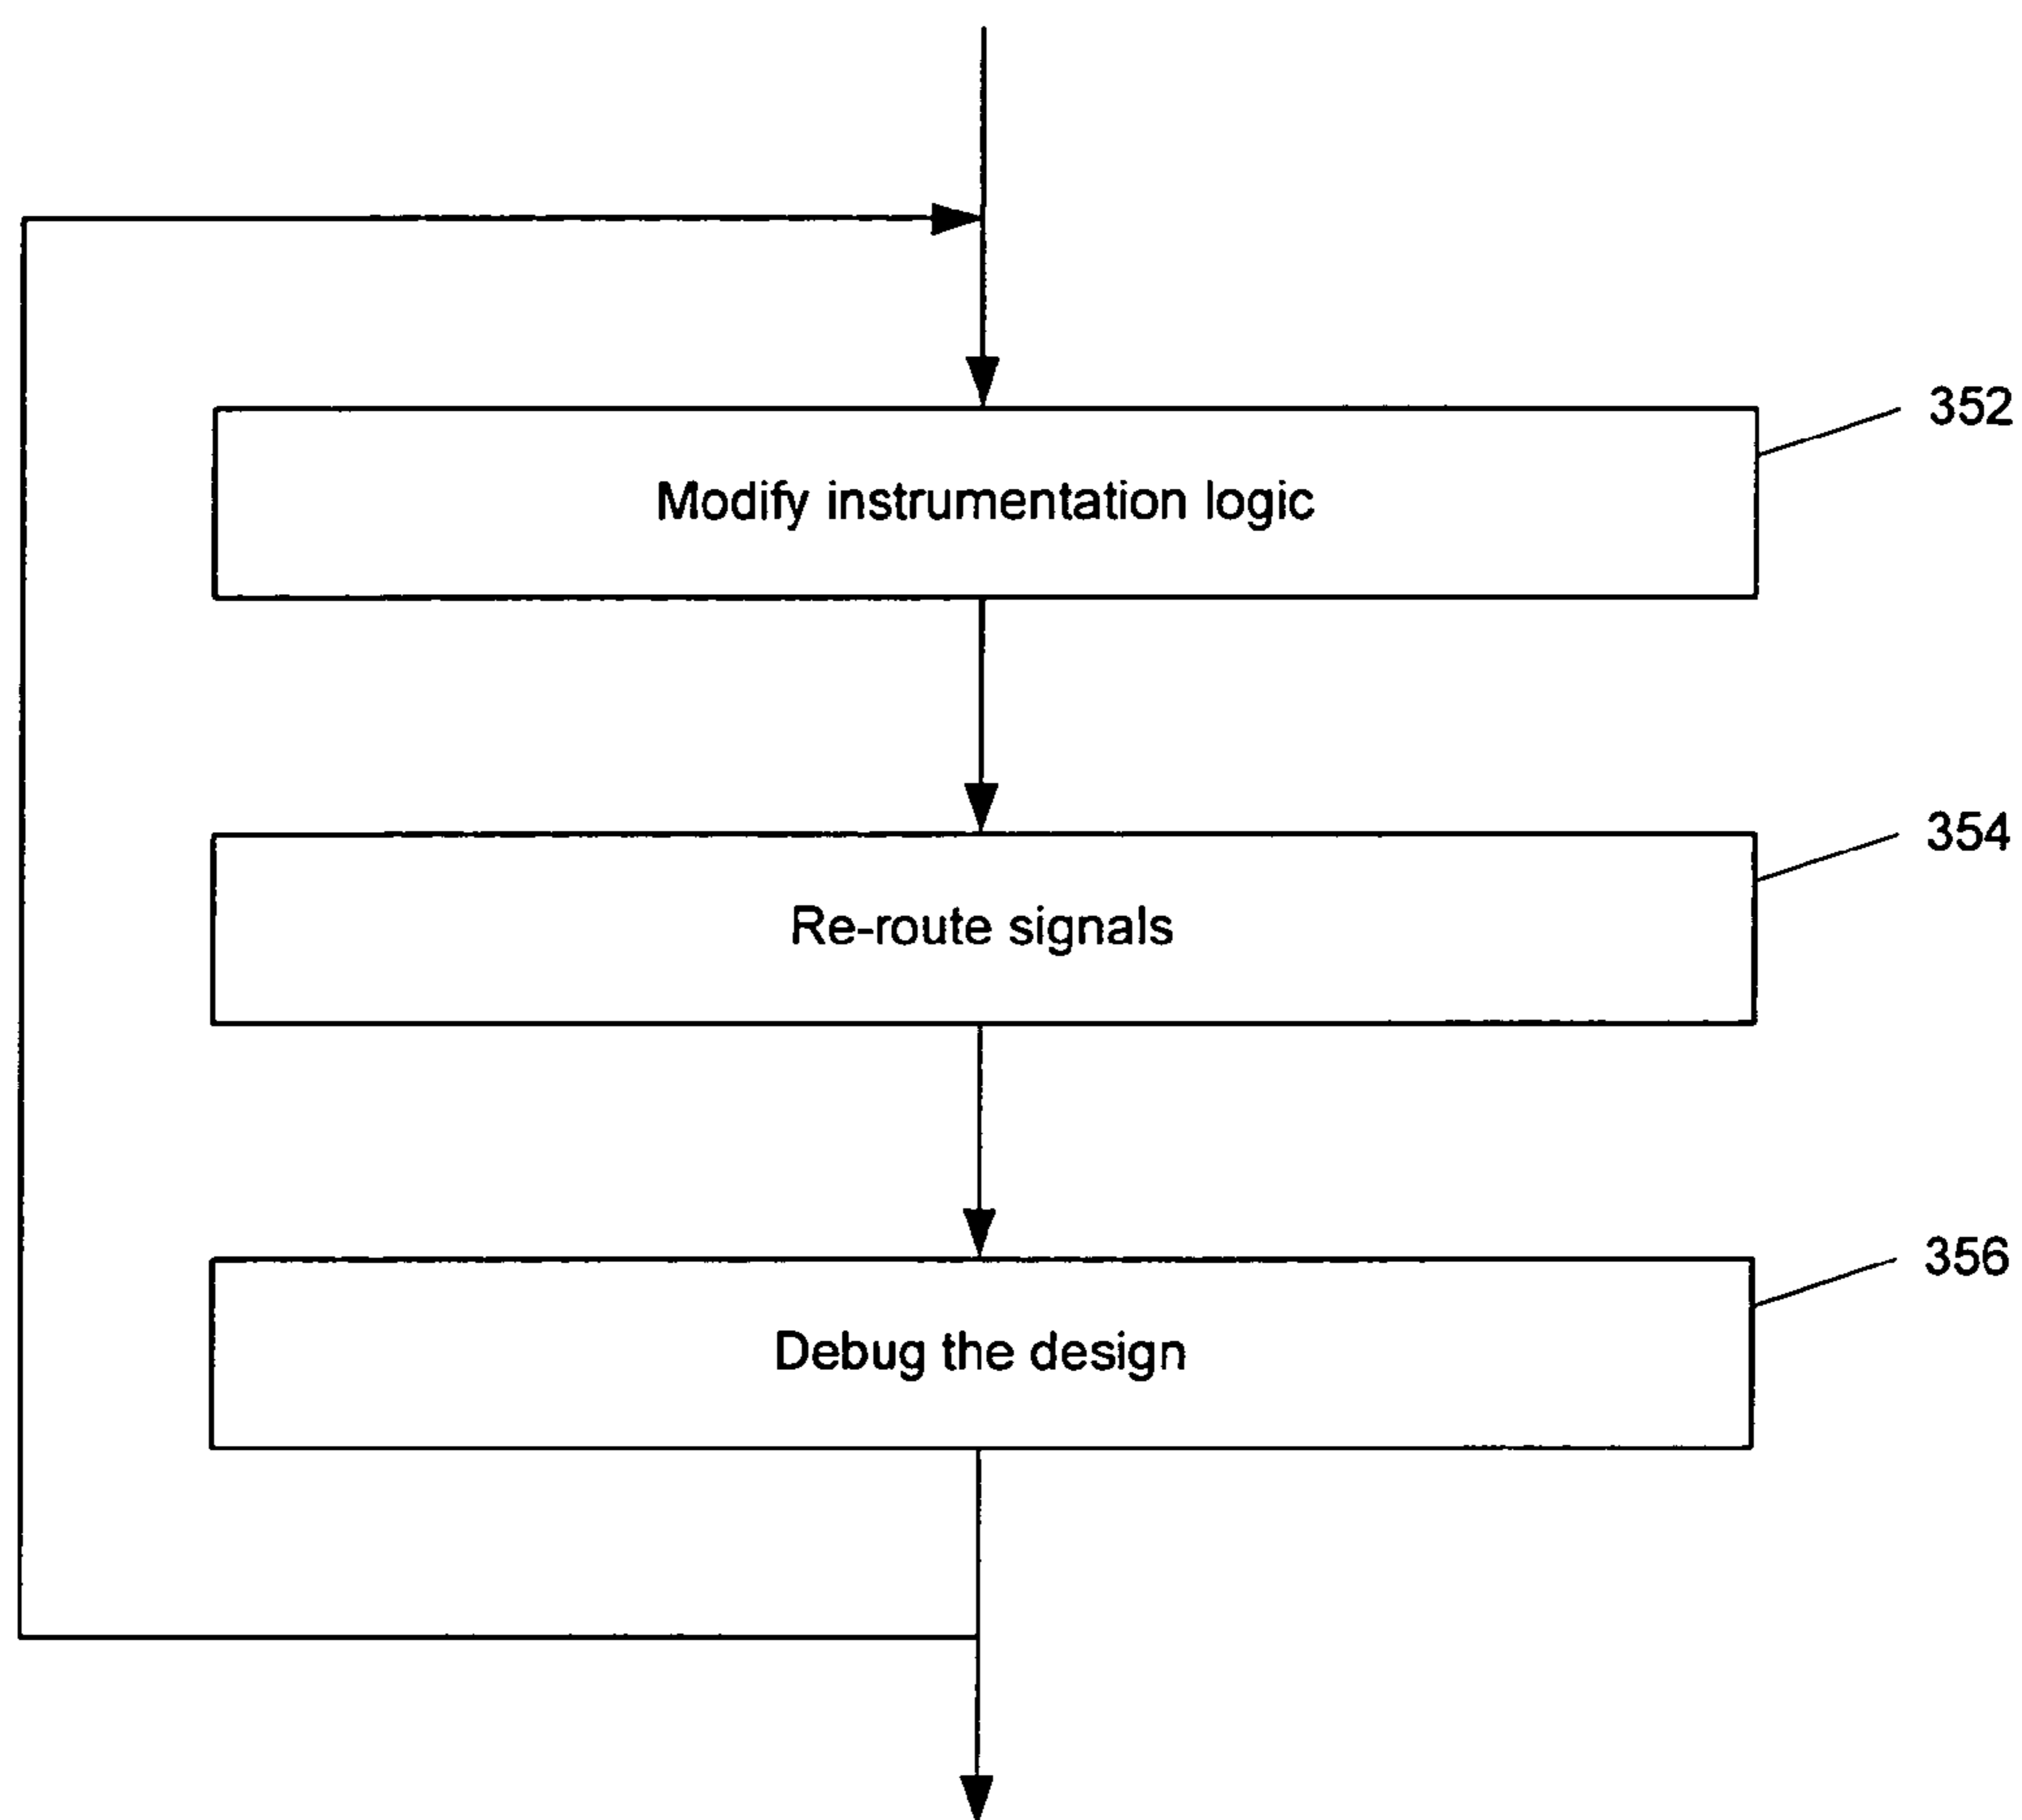 352
Modify instrumentation logic
354
Re-route signals
356
Debug the design